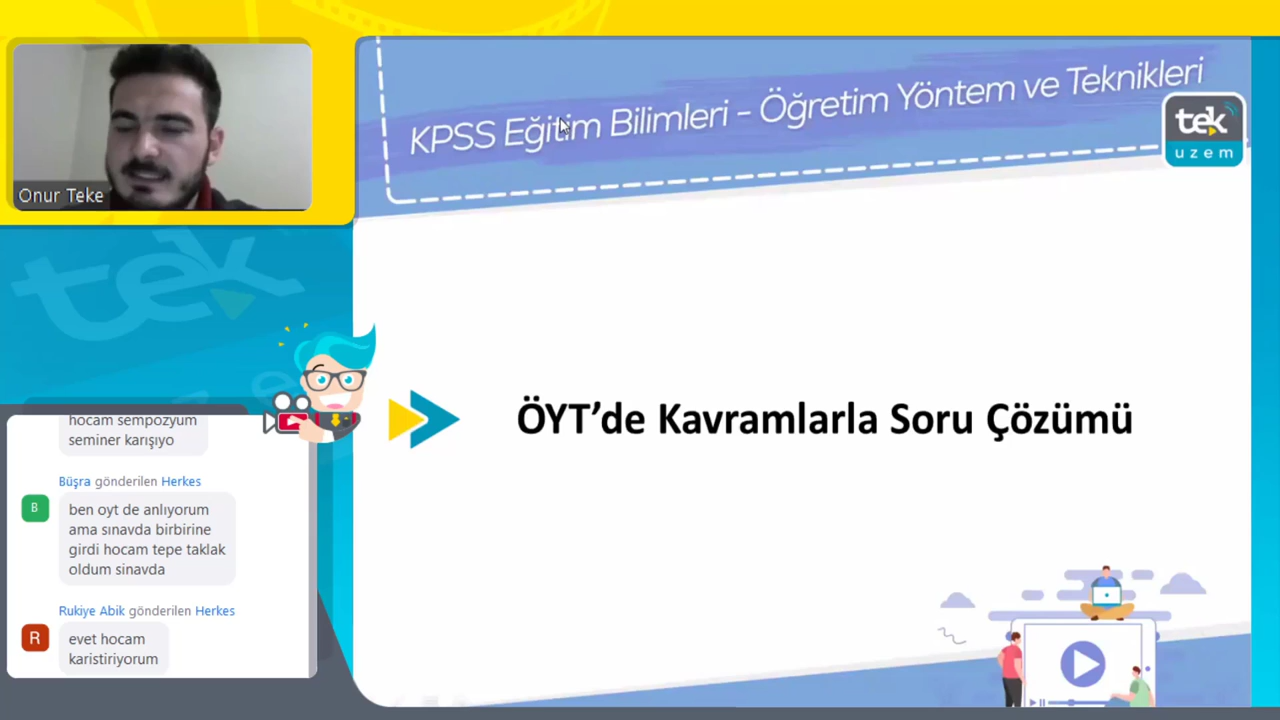 KPSS Eğitim Bilimleri - Öğretim Yöntem ve Teknikleri
tek
uzem
Onur Teke
tek
ÖYT’de Kavramlarla Soru Çözümü
hocam sempozyum
seminer karışıyo
Büşra gönderilen Herkes
B
ben oyt de anlıyorum
ama sınavda birbirine
girdi hocam tepe taklak
oldum sınavda
Rukiye Abik gönderilen Herkes
R
evet hocam
karistiriyorum